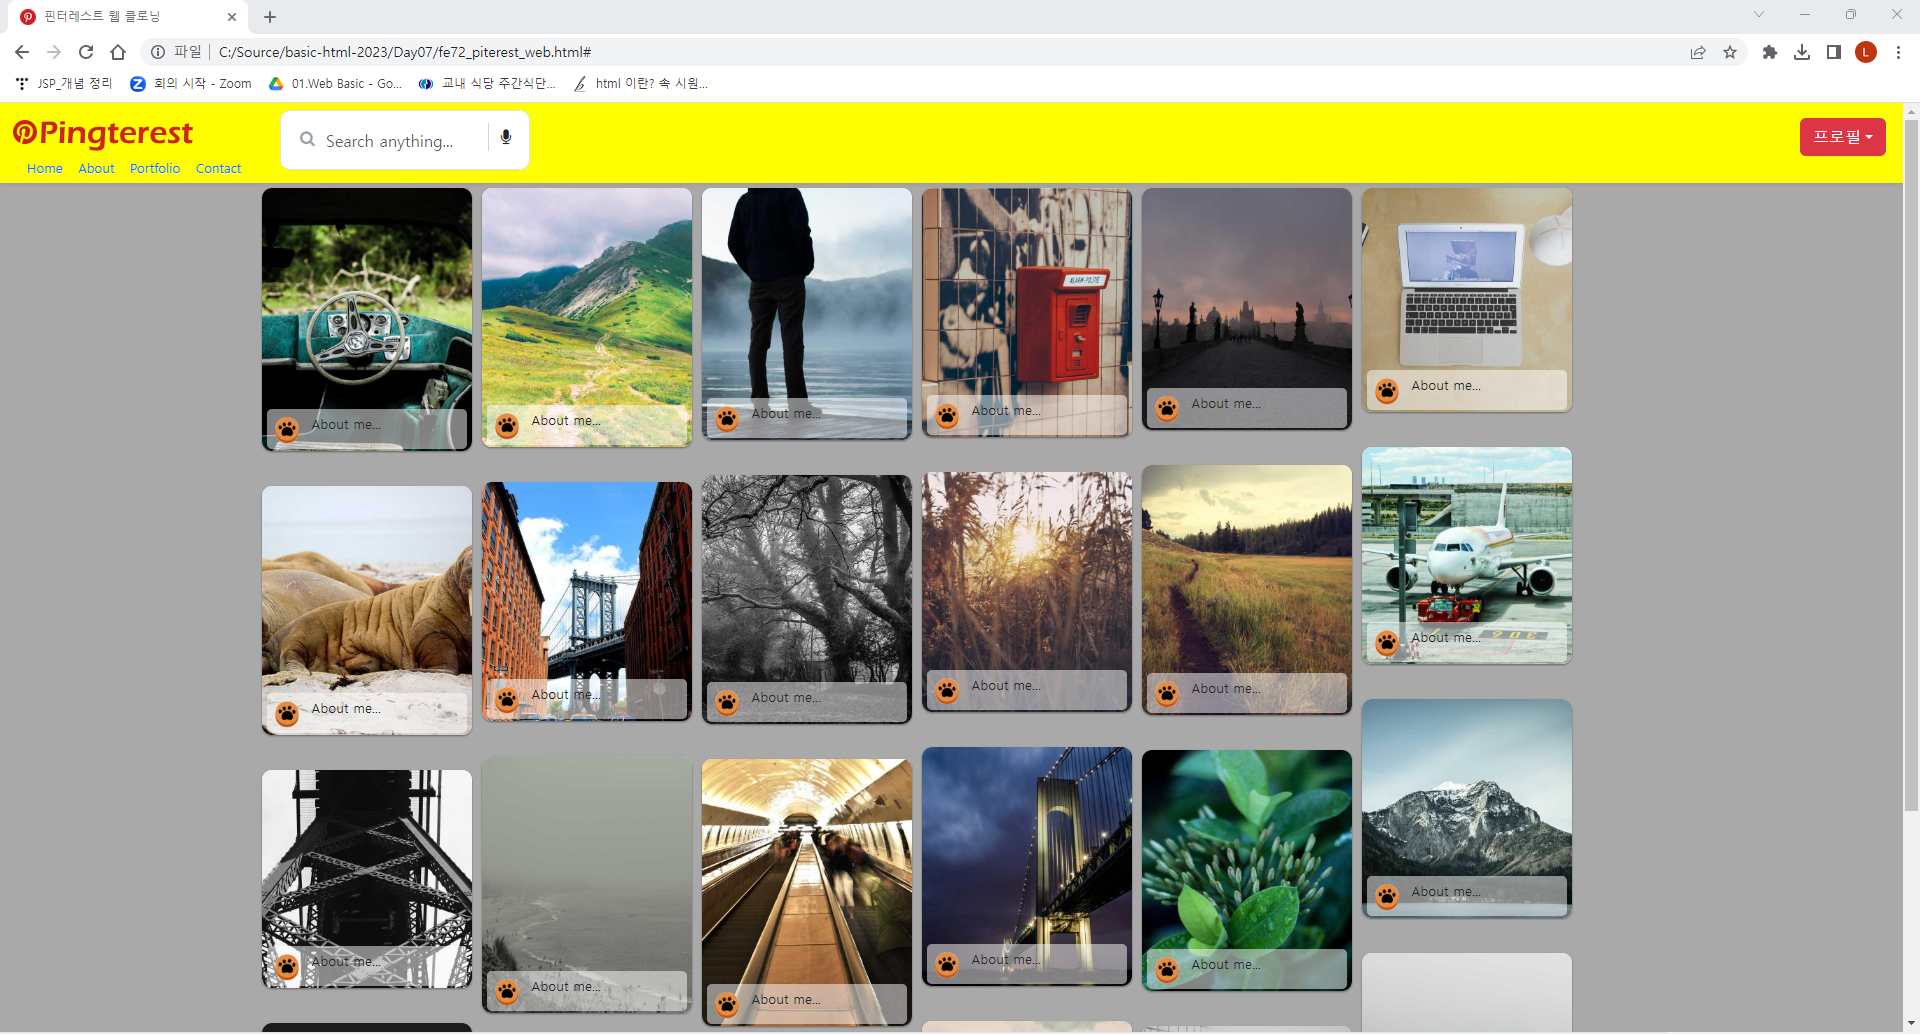 핀터레스트 웹 클로닝
파일 C:/Source/basic-html-2023/Day07/fe72_piterest_web.html#
L
JSP_개념 정리 회의 시작 - Zoom 01.Web Basic - Go... 교내 식당 주간식단... html 이란? 속 시원...
Pingterest
Search anything...
프로필
Home About Portfolio Contact
ALARM-POLITIE
About me... About me... About me... About me... About me... About me...
About me... About me... About me... About me... About me... About me...
About me... About me... About me... About me... About me... About me...